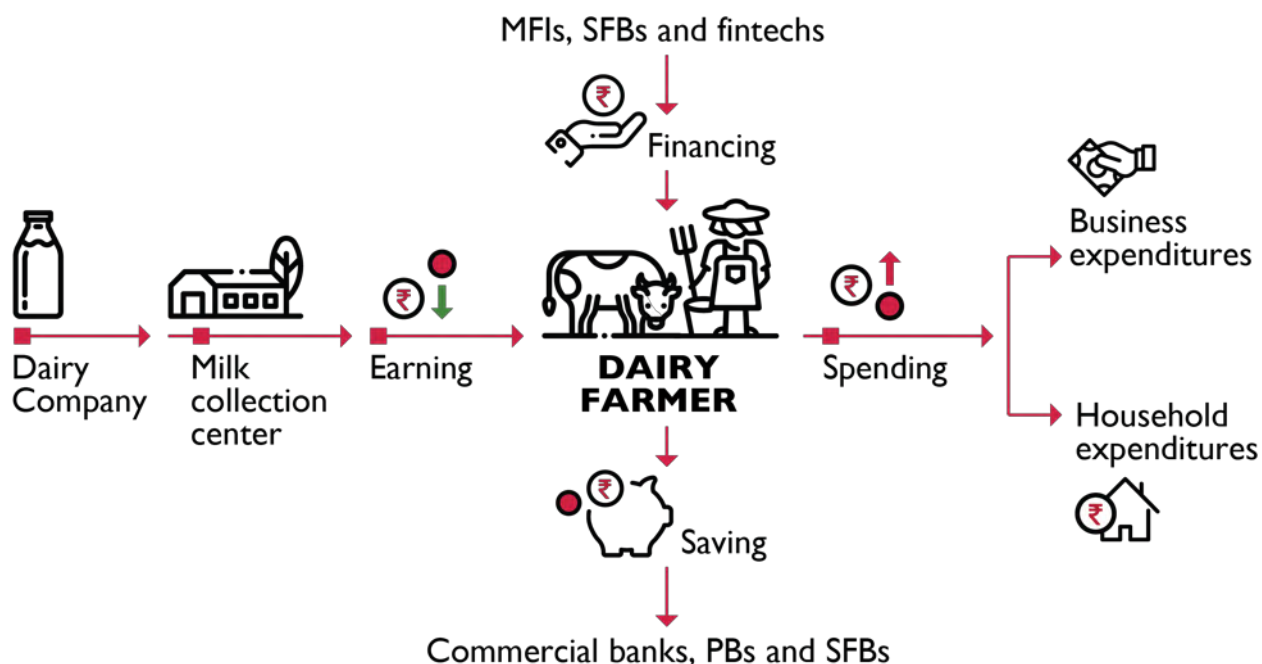 MFIs, SFBs and fintechs
₹
Financing
Business
expenditures
₹
₹
Dairy
Company
Milk
collection
center
Earning
DAIRY
FARMER
Spending
Household
expenditures
₹
₹
Saving
Commercial banks, PBs and SFBs